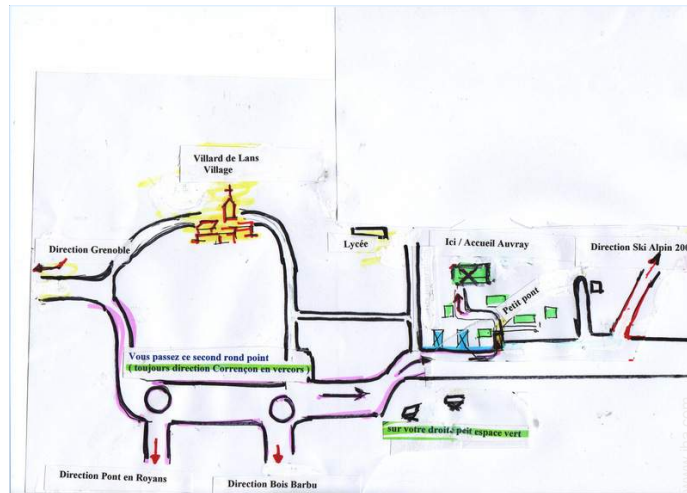 Villard de Lans
Village
Direction Grenoble
Lycée
Ici / Accueil Auvray
Direction Ski Alpin 200
Petit pont
Vous passez ce second rond point
( toujours direction Corrençon en vercors )
sur votre droite petit espace vert
Direction Pont en Royans
Direction Bois Barbu